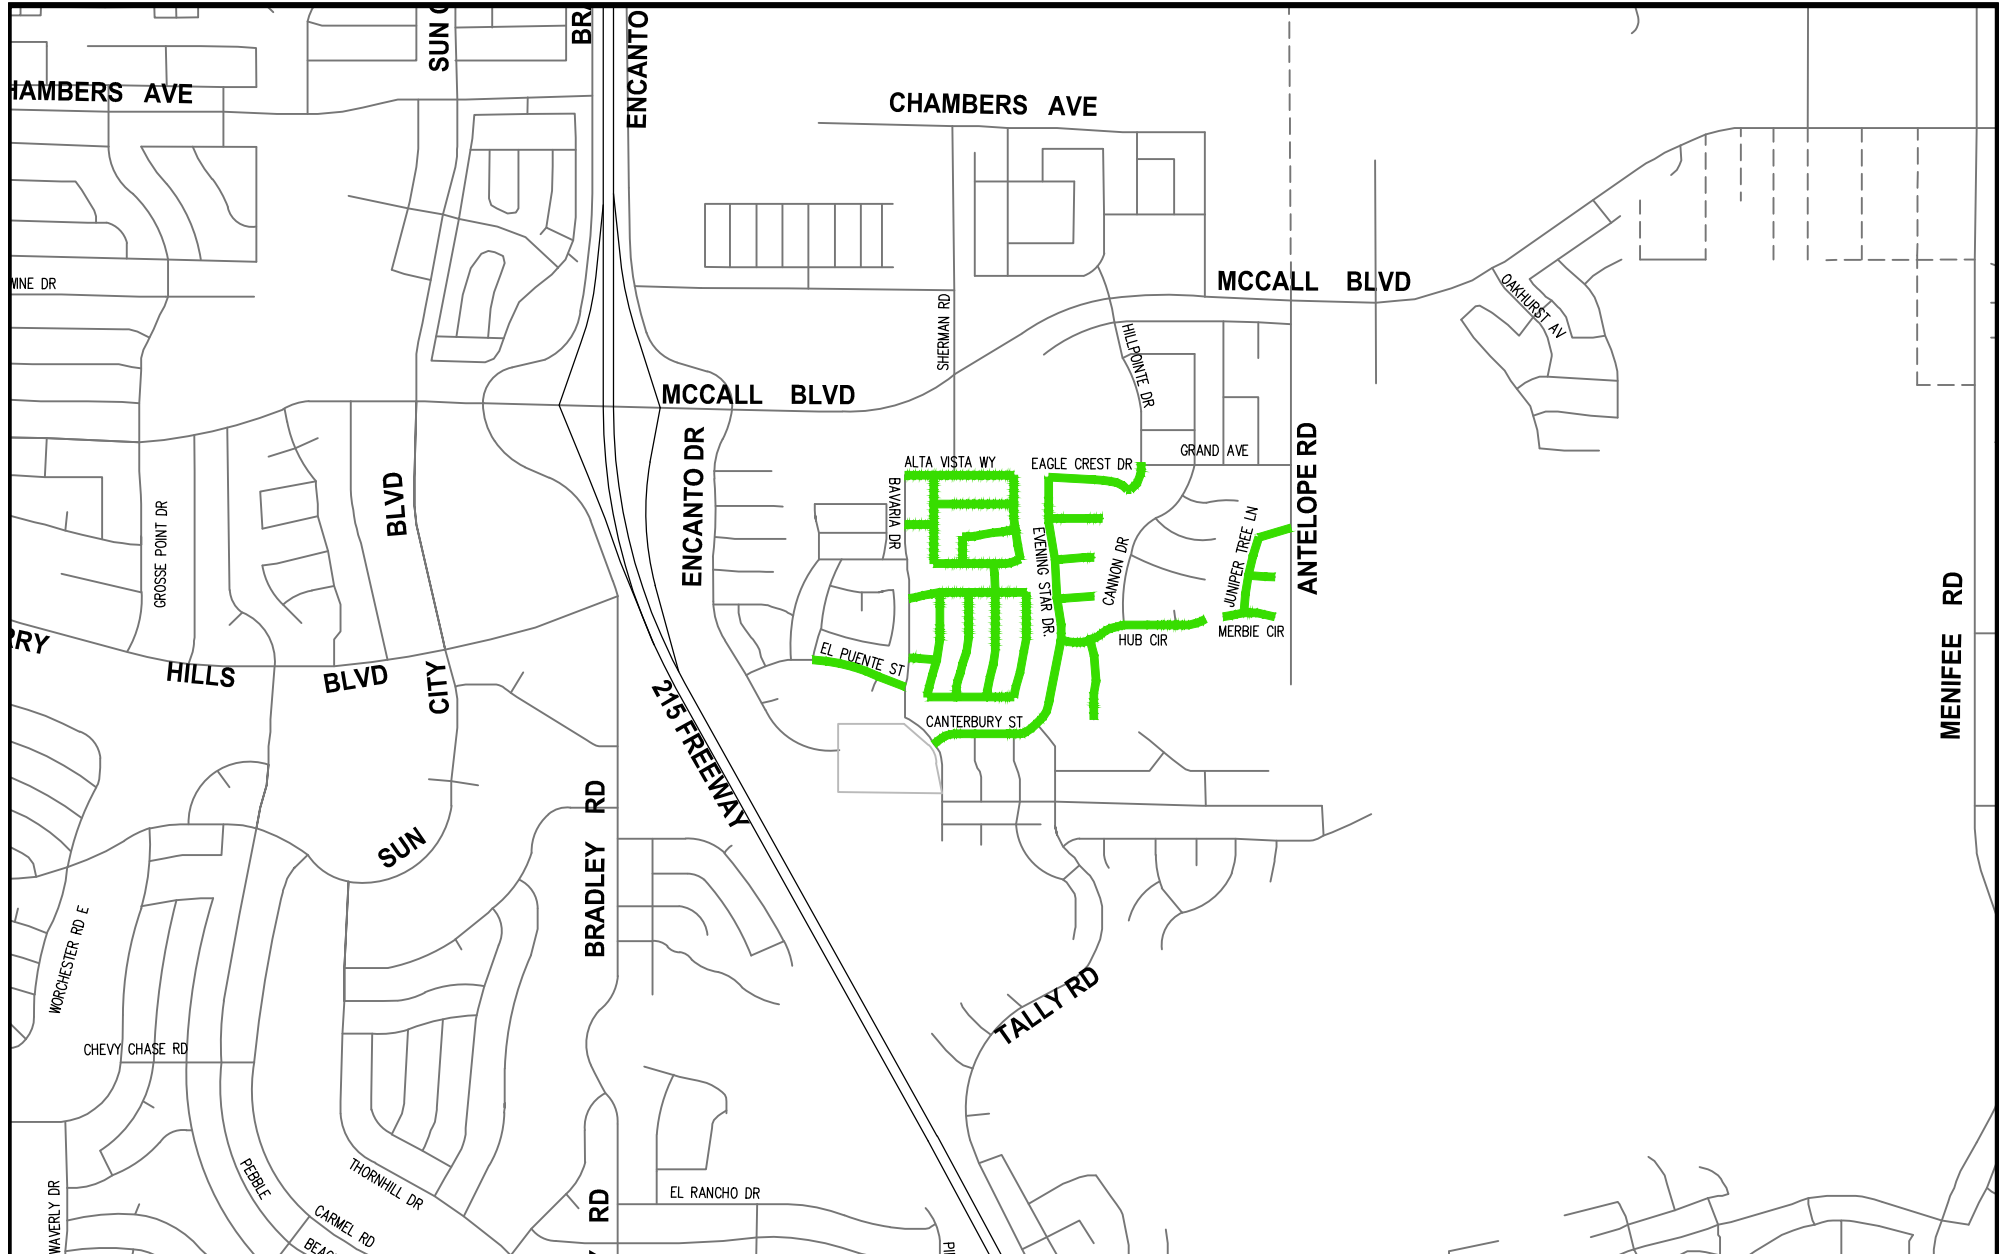 SUN
ENCANTO
HAMBERS AVE
CHAMBERS AVE
MCCALL BLVD
OAKHURST AV
SHERMAN RD
HILLPOINTE DR
MCCALL BLVD
ENCANTO DR
ALTA VISTA WY
EAGLE CREST DR
GRAND AVE
ANTELOPE RD
BAVARIA DR
BLVD
GROSSE POINT DR
EVENING STAR DR.
CANNON DR
JUNIPER TREE LN
MENIFEE RD
HUB CIR
MERBIE CIR
EL PUENTE ST
HILLS BLVD
CITY
215 FREEWAY
CANTERBURY ST
SUN
BRADLEY RD
WORCHESTER RD E
TALLY RD
CHEVY CHASE RD
PEBBLE
THORNHILL DR
EL RANCHO DR
RD
WAVERLY DR
CARMEL RD